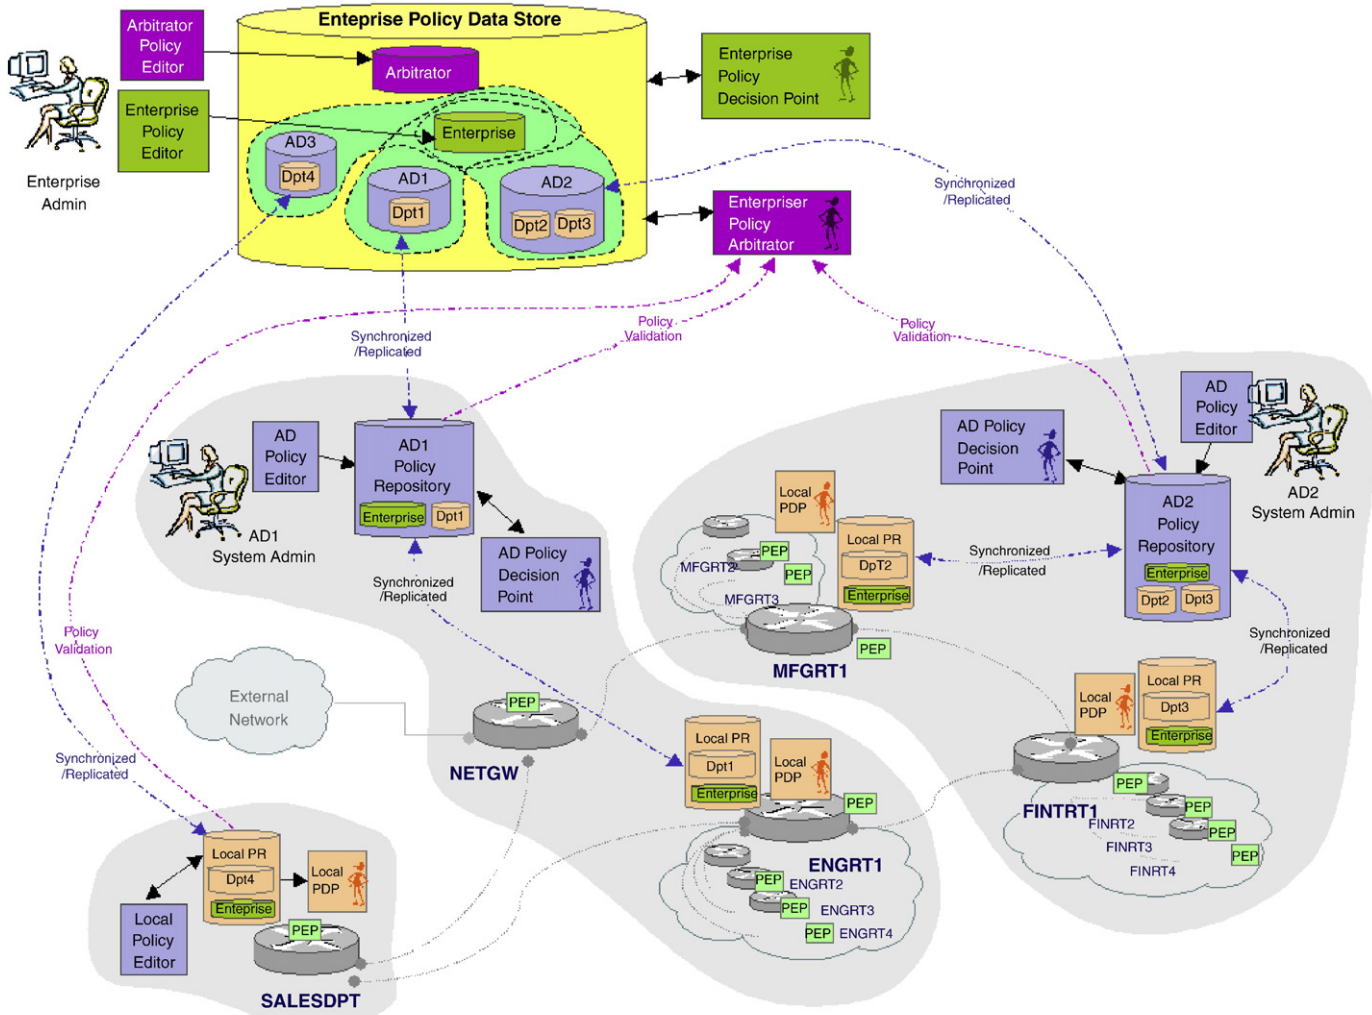 Enteprise Policy Data Store
Arbitrator
Policy
Editor
Enterprise
Policy
Editor
Enterprise
Admin
Arbitrator
Enterprise
AD3
Dpt4
AD1
Dpt1
AD2
Dpt2
Dpt3
Enterprise
Policy
Decision Point
Enterpriser
Policy
Arbitrator
Synchronized
/Replicated
Synchronized
/Replicated
Policy
Validation
Policy
Validation
AD
Policy
Editor
AD1
System Admin
AD1
Policy
Repository
Enterprise
Dpt1
AD Policy
Decision
Point
Synchronized
/Replicated
AD Policy
Decision
Point
AD
Policy
Editor
AD2
System Admin
AD2
Policy
Repository
Enterprise
Dpt2
Dpt3
Local
PDP
Local PR
DpT2
Enterprise
Synchronized
/Replicated
PEP
PEP
MFGRT2
MFGRT3
PEP
MFGRT1
Synchronized
/Replicated
Local
PDP
Local PR
Dpt3
Enterprise
FINTRT1
PEP
PEP
PEP
PEP
FINRT2
FINRT3
FINRT4
Policy
Validation
External
Network
PEP
NETGW
Local PR
Dpt1
Enterprise
Local
PDP
PEP
ENGRT1
PEP
ENGRT2
PEP
ENGRT3
PEP
ENGRT4
Synchronized
/Replicated
Local PR
Dpt4
Enteprise
Local
PDP
Local
Policy
Editor
PEP
SALESDPT